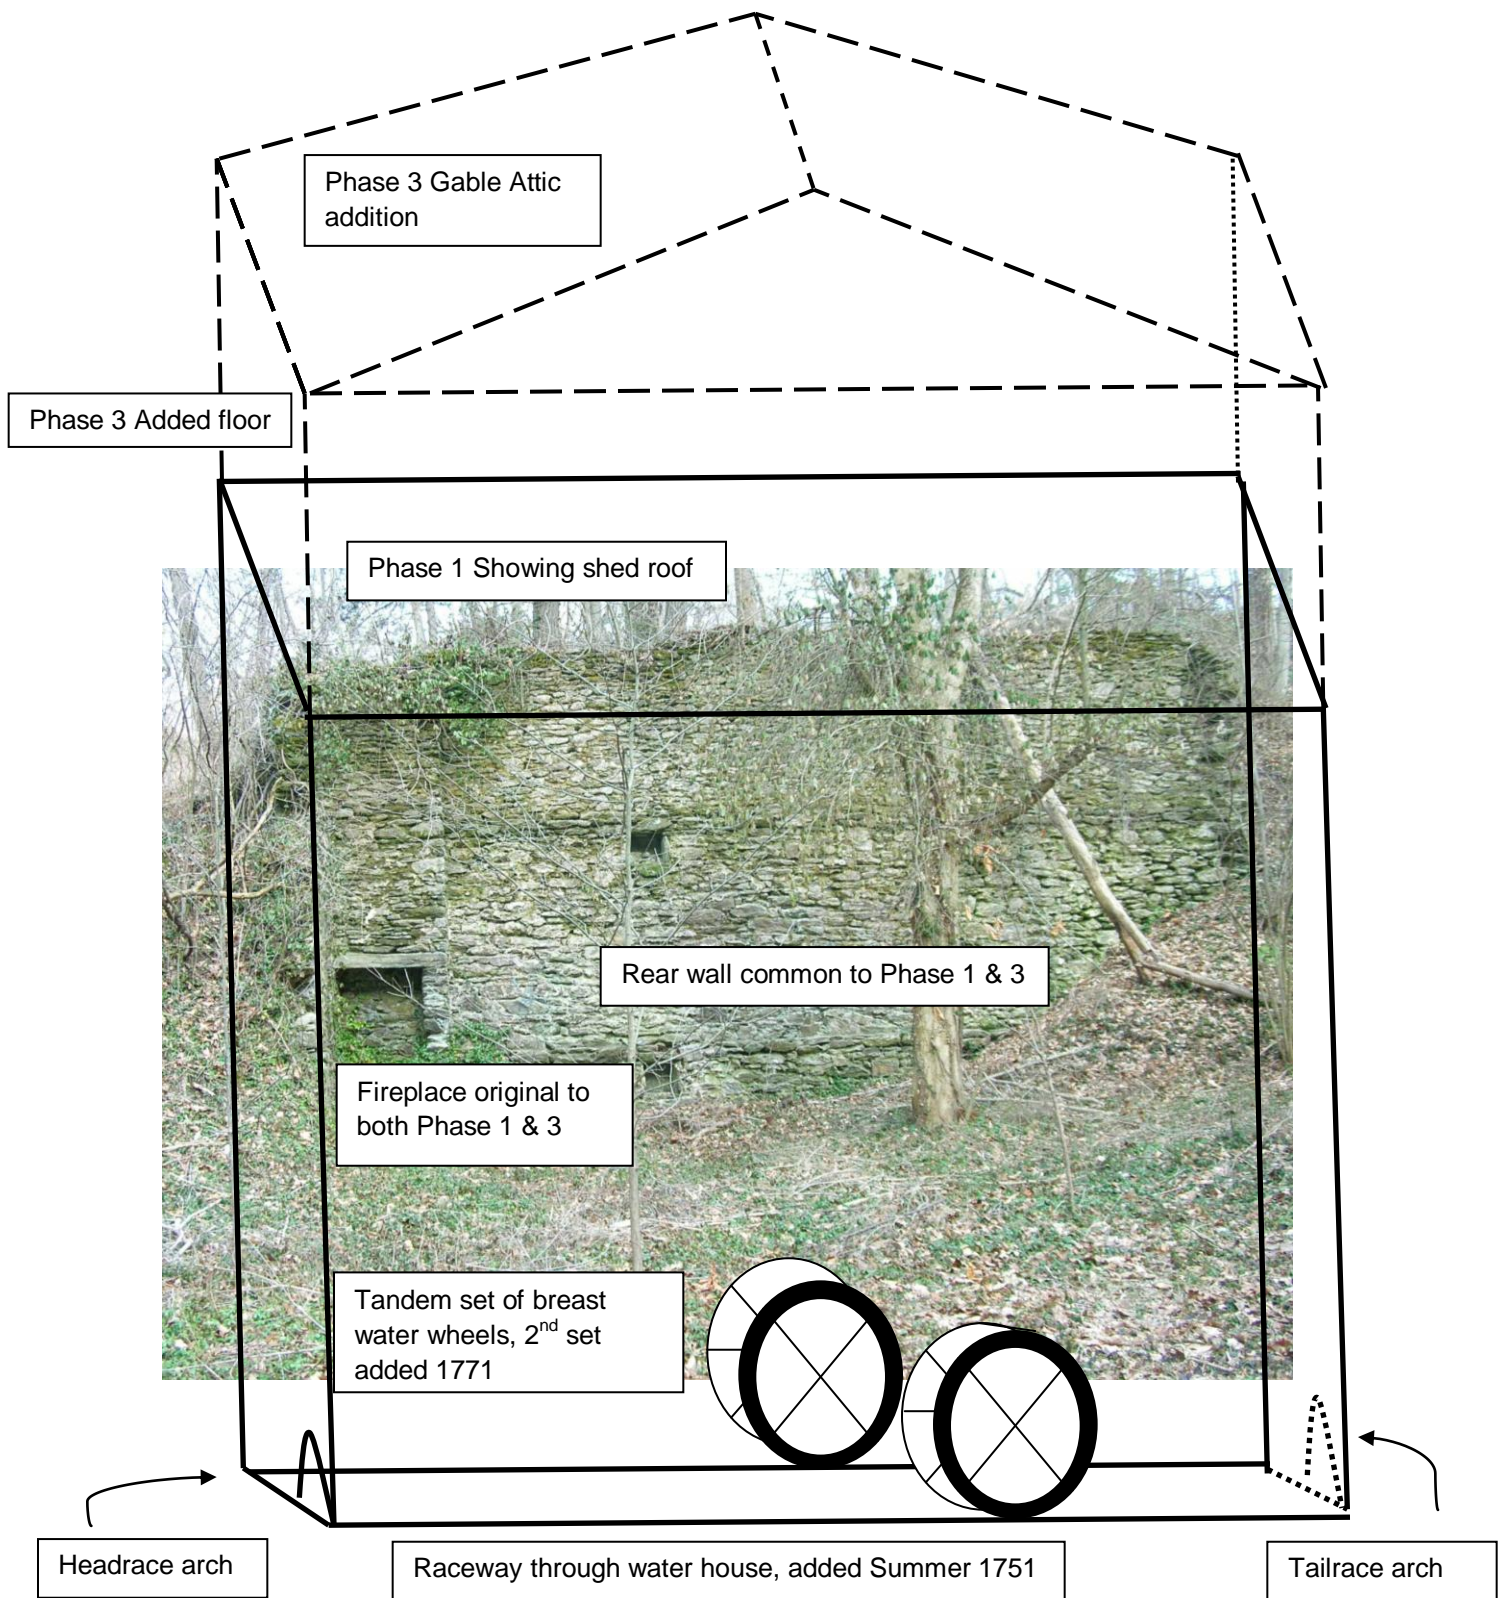 Phase 3 Gable Attic
addition
Phase 3 Added floor
Phase 1 Showing shed roof
Rear wall common to Phase 1 & 3
Fireplace original to
both Phase 1 & 3
Tandem set of breast
water wheels, 2nd set
added 1771
Headrace arch
Raceway through water house, added Summer 1751
Tailrace arch